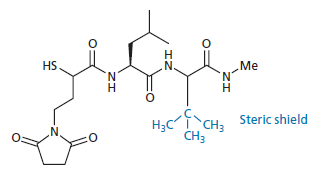 O H O
HS Me
N N
H O H
N H₃C C CH₃ Steric shield
O O CH₃